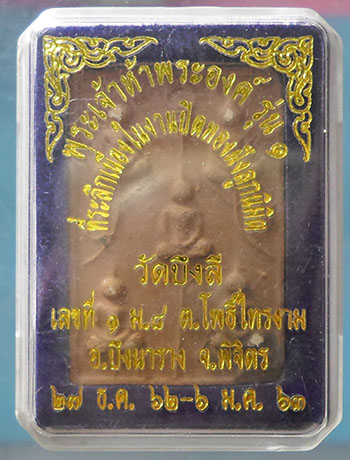 พระเจ้าห้าพระองค์ รุ่น ๑
ที่ระลึกเนื่องในงานปิดทองฝังลูกนิมิต
วัดบึงลี
เลขที่ ๑ ม.๘ ต.โพธิ์ไทรงาม
อ.บึงนาราง จ.พิจิตร
๒๗ ธ.ค. ๖๒-๖ ม.ค. ๖๓